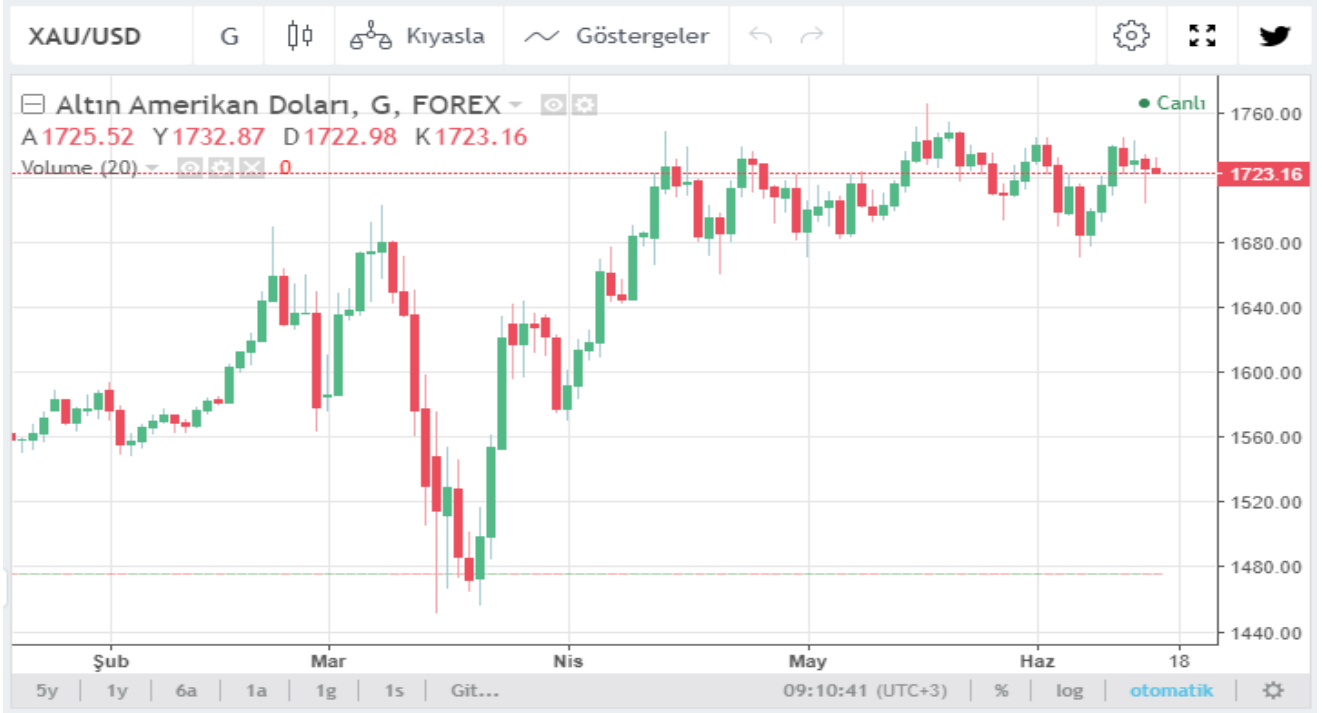 XAU/USD G Kıyasla Göstergeler
Altın Amerikan Doları, G, FOREX
Canlı
A1725.52 Y1732.87 D1722.98 K1723.16
Volume (20) 0
1760.00
1723.16
1680.00
1640.00
1600.00
1560.00
1520.00
1480.00
1440.00
Şub Mar Nis May Haz 18
5y 1y 6a 1a 1g 1s Git... 09:10:41 (UTC+3) % log otomatik